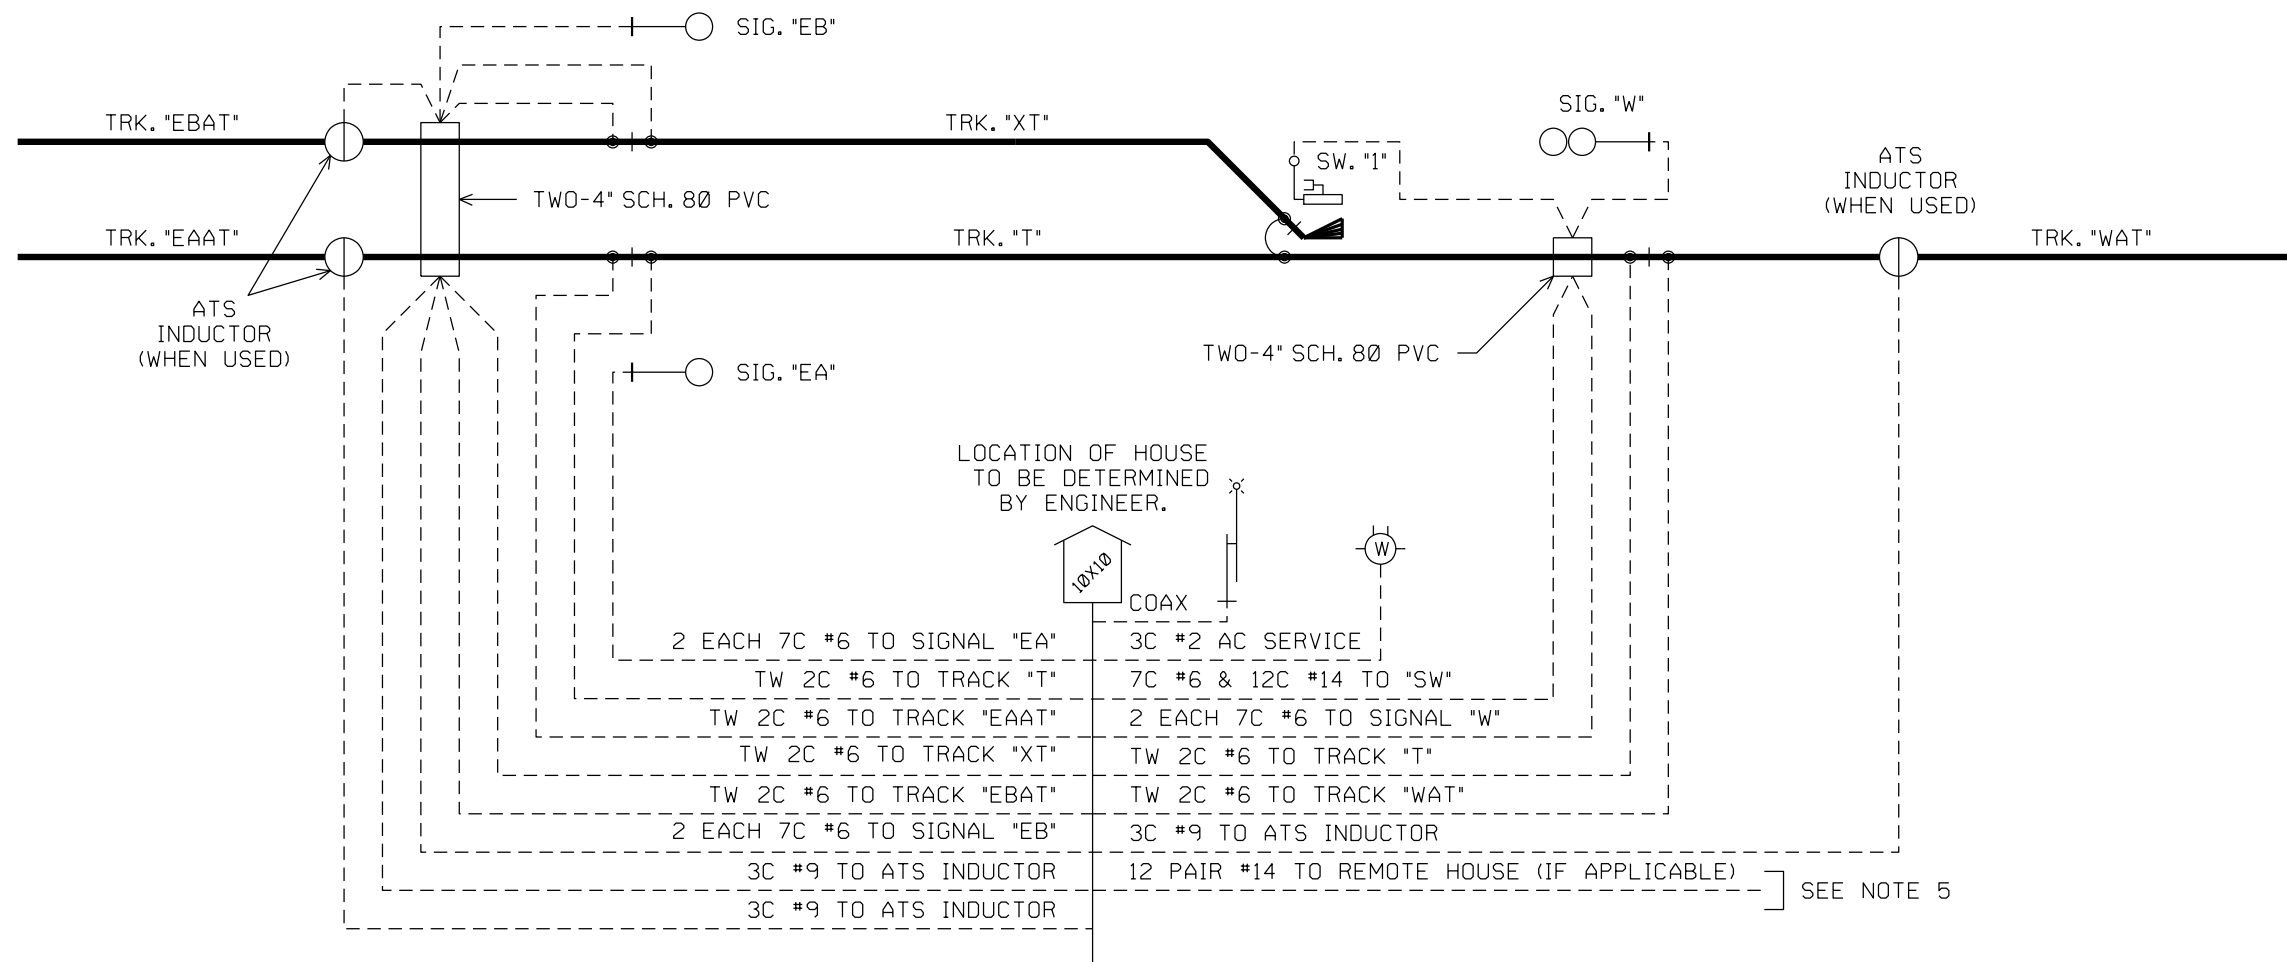 SIG. "EB"
TRK. "EBAT"
TRK. "XT"
SIG. "W"
SW. "1"
ATS
INDUCTOR
(WHEN USED)
TWO-4" SCH. 80 PVC
TRK. "EAAT"
TRK. "T"
TRK. "WAT"
ATS
INDUCTOR
(WHEN USED)
TWO-4" SCH. 80 PVC
SIG. "EA"
LOCATION OF HOUSE
TO BE DETERMINED
BY ENGINEER.
W
10X10
COAX
2 EACH 7C #6 TO SIGNAL "EA"
3C #2 AC SERVICE
TW 2C #6 TO TRACK "T"
7C #6 & 12C #14 TO "SW"
TW 2C #6 TO TRACK "EAAT"
2 EACH 7C #6 TO SIGNAL "W"
TW 2C #6 TO TRACK "XT"
TW 2C #6 TO TRACK "T"
TW 2C #6 TO TRACK "EBAT"
TW 2C #6 TO TRACK "WAT"
2 EACH 7C #6 TO SIGNAL "EB"
3C #9 TO ATS INDUCTOR
3C #9 TO ATS INDUCTOR
12 PAIR #14 TO REMOTE HOUSE (IF APPLICABLE)
SEE NOTE 5
3C #9 TO ATS INDUCTOR